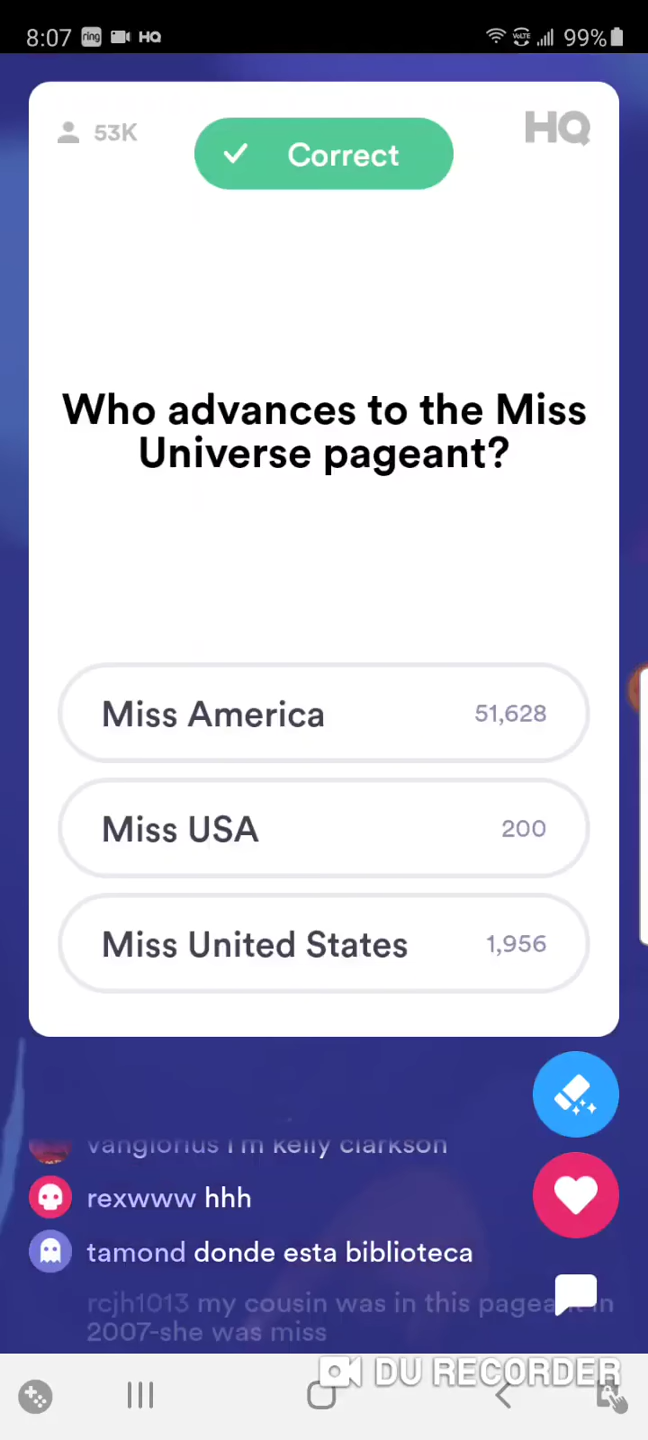 8:07 ring HQ VoLTE 99%
53K
Correct
HQ
Who advances to the Miss
Universe pageant?
Miss America 51,628
Miss USA 200
Miss United States 1,956
vanglorius i'm kelly clarkson
rexwww hhh
tamond donde esta biblioteca
rcjh1013 my cousin was in this pageant in
2007-she was miss
DU RECORDER